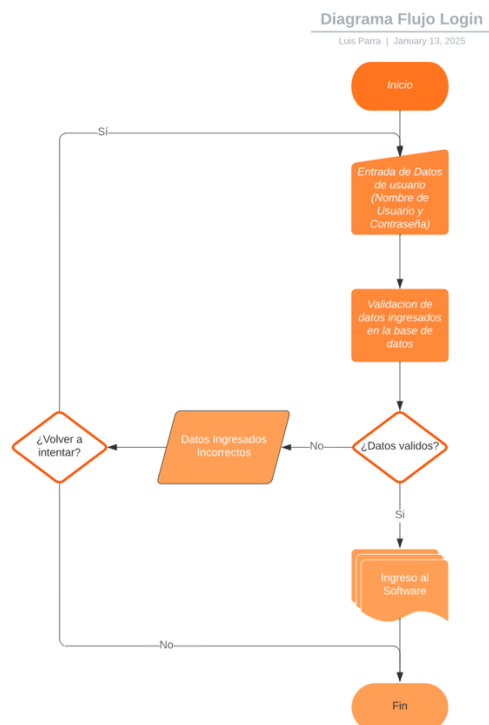 Diagrama Flujo Login
Luis Parra | January 13, 2025
Inicio
Sí
Entrada de Datos
de usuario
(Nombre de
Usuario y
Contraseña)
Validacion de
datos ingresados
en la base de
datos
¿Volver a
intentar?
Datos Ingresados
Incorrectos
No
¿Datos validos?
Si
Ingreso al
Software
No
Fin